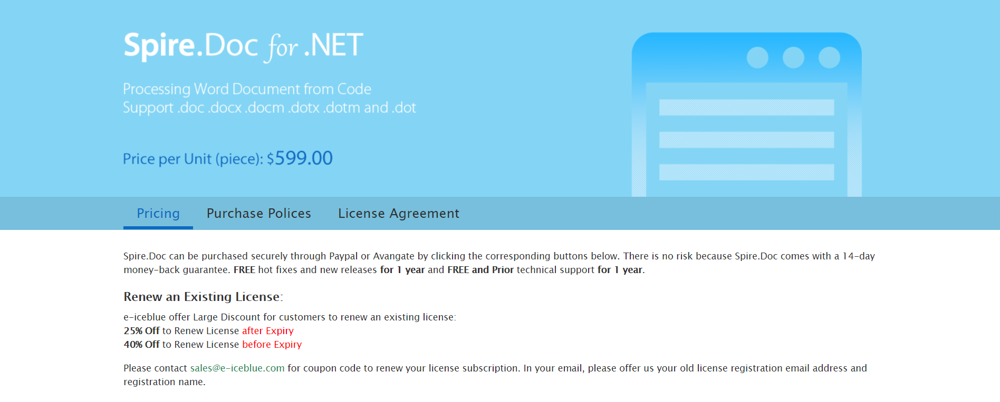 Spire.Doc for .NET
Processing Word Document from Code
Support .doc .docx .docm .dotx .dotm and .dot
Price per Unit (piece): $599.00
Pricing Purchase Polices License Agreement
Spire.Doc can be purchased securely through Paypal or Avangate by clicking the corresponding buttons below. There is no risk because Spire.Doc comes with a 14-day
money-back guarantee. FREE hot fixes and new releases for 1 year and FREE and Prior technical support for 1 year.
Renew an Existing License:
e-iceblue offer Large Discount for customers to renew an existing license:
25% Off to Renew License after Expiry
40% Off to Renew License before Expiry
Please contact sales@e-iceblue.com for coupon code to renew your license subscription. In your email, please offer us your old license registration email address and
registration name.